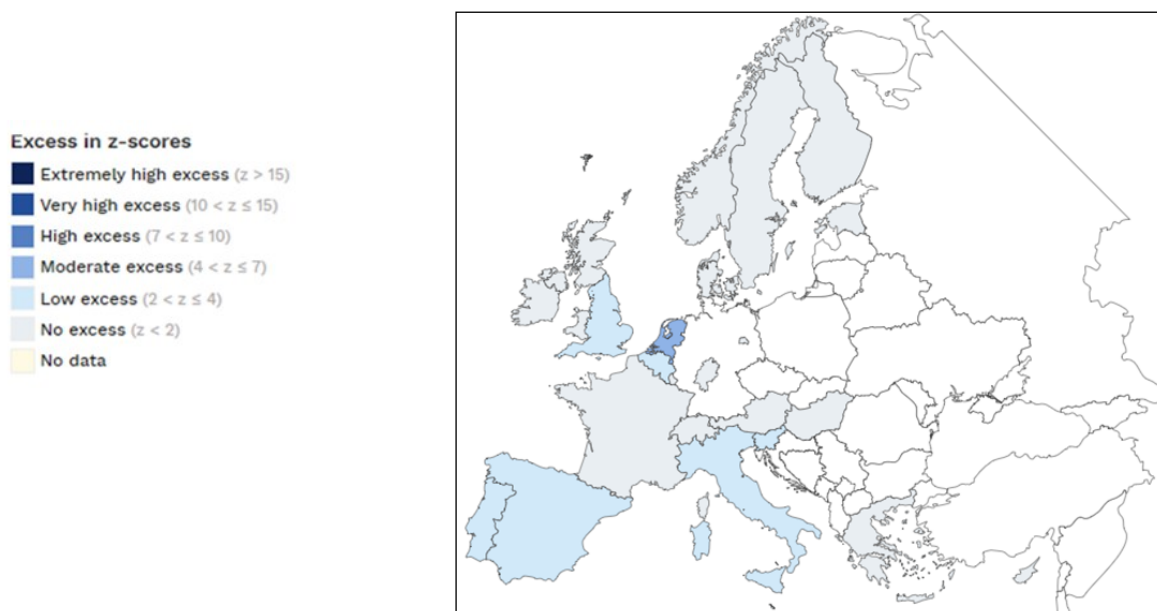 Excess in z-scores
Extremely high excess (z > 15)
Very high excess (10 < z ≤ 15)
High excess (7 < z ≤ 10)
Moderate excess (4 < z ≤ 7)
Low excess (2 < z ≤ 4)
No excess (z < 2)
No data